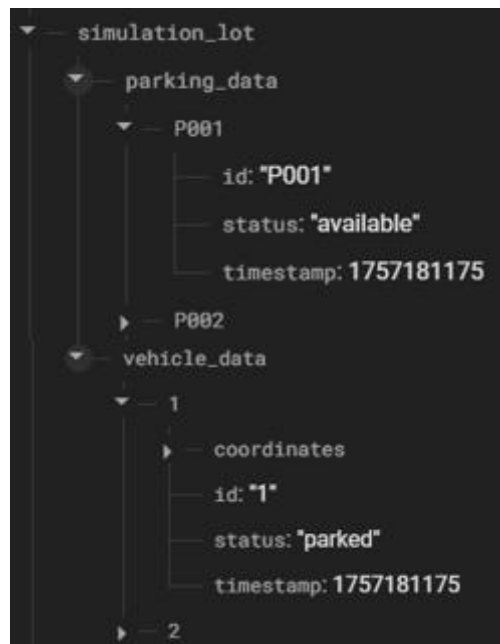 simulation_lot
parking_data
P001
id: "P001"
status: "available"
timestamp: 1757181175
P002
vehicle_data
1
coordinates
id: "1"
status: "parked"
timestamp: 1757181175
2